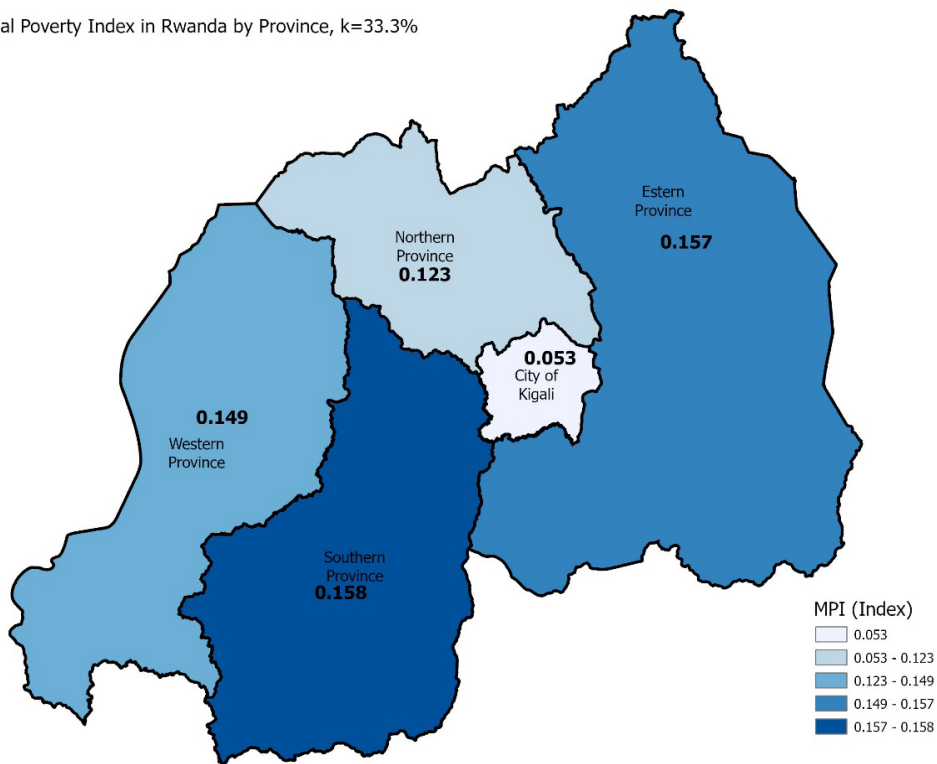 al Poverty Index in Rwanda by Province, k=33.3%
Estern
Province
0.157
Northern
Province
0.123
0.053
City of
Kigali
0.149
Western
Province
Southern
Province
0.158
MPI (Index)
0.053
0.053 - 0.123
0.123 - 0.149
0.149 - 0.157
0.157 - 0.158